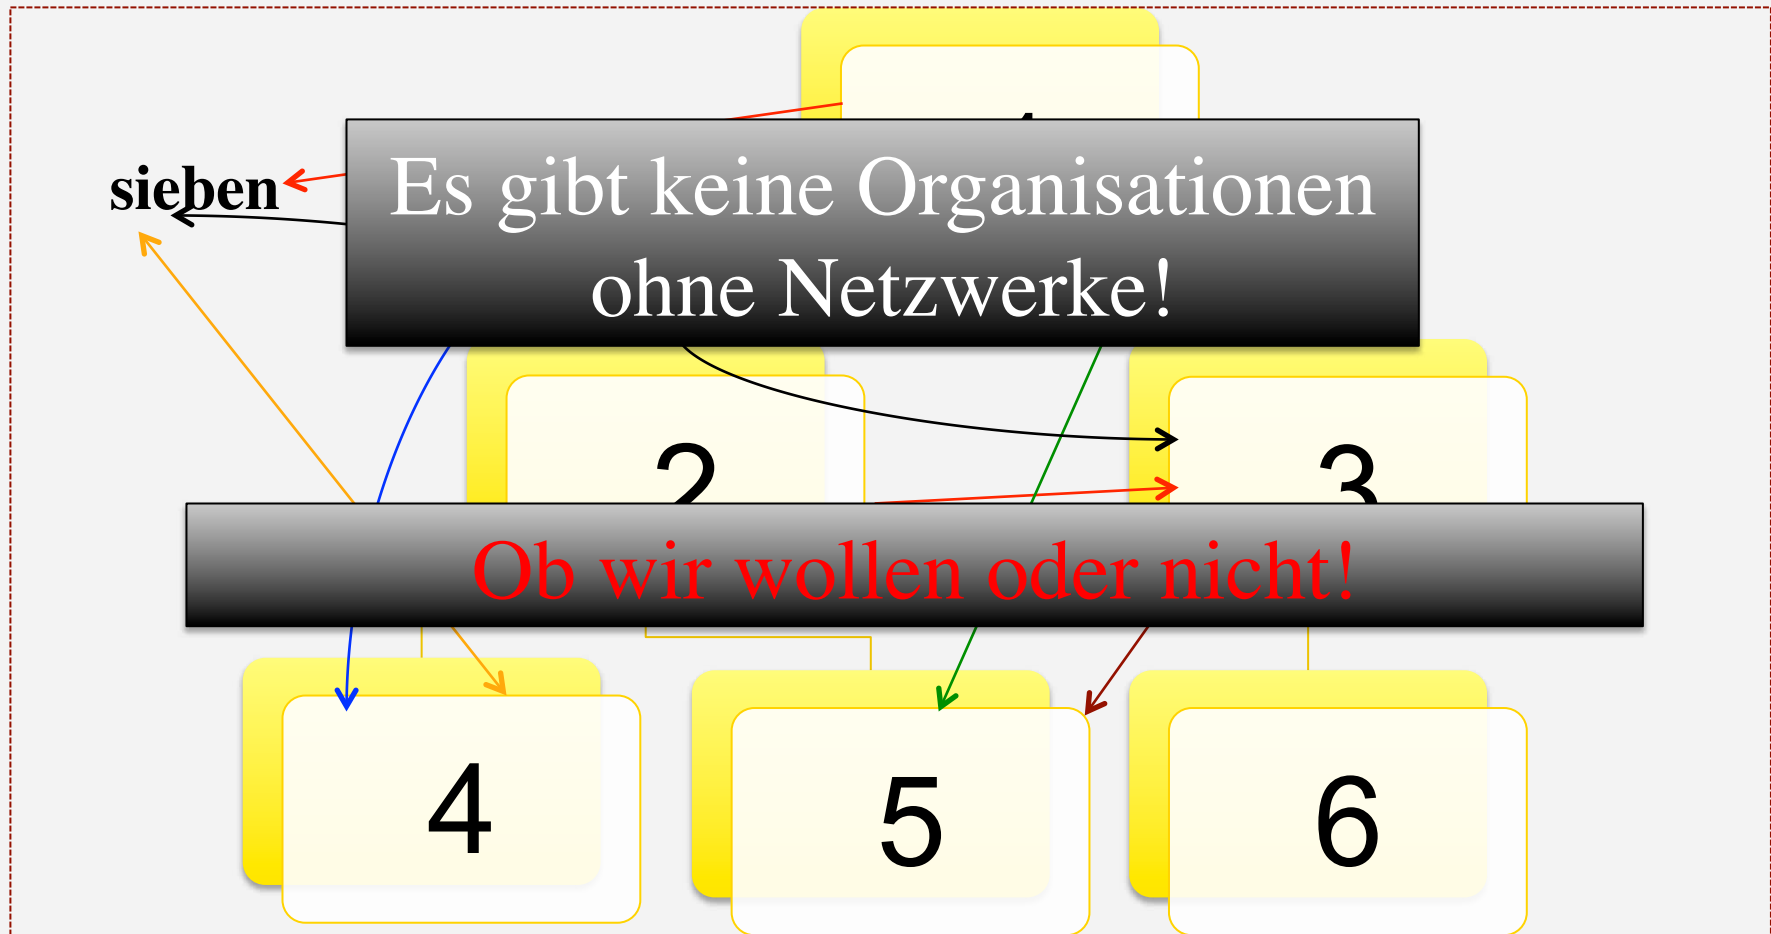 sieben
Es gibt keine Organisationen
ohne Netzwerke!
2
3
Ob wir wollen oder nicht!
4
5
6